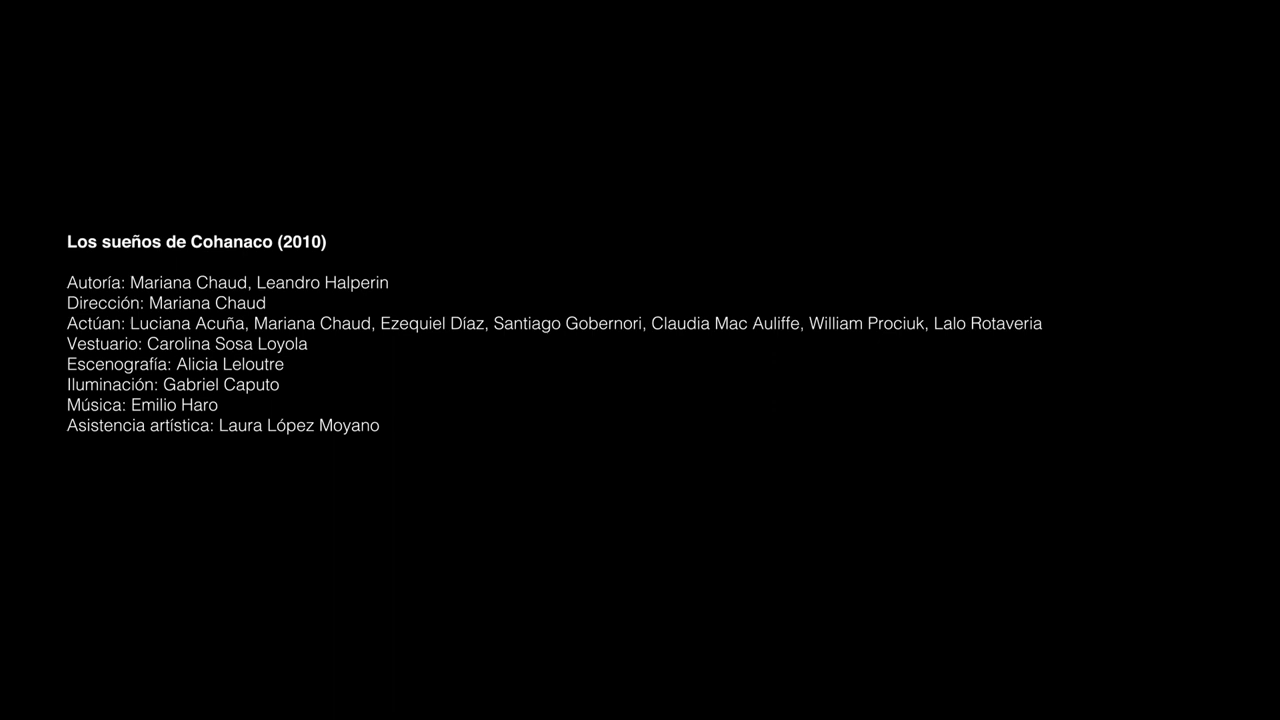 Los sueños de Cohanaco (2010)
Autoría: Mariana Chaud, Leandro Halperin
Dirección: Mariana Chaud
Actúan: Luciana Acuña, Mariana Chaud, Ezequiel Díaz, Santiago Gobernori, Claudia Mac Auliffe, William Prociuk, Lalo Rotaveria
Vestuario: Carolina Sosa Loyola
Escenografía: Alicia Leloutre
Iluminación: Gabriel Caputo
Música: Emilio Haro
Asistencia artística: Laura López Moyano